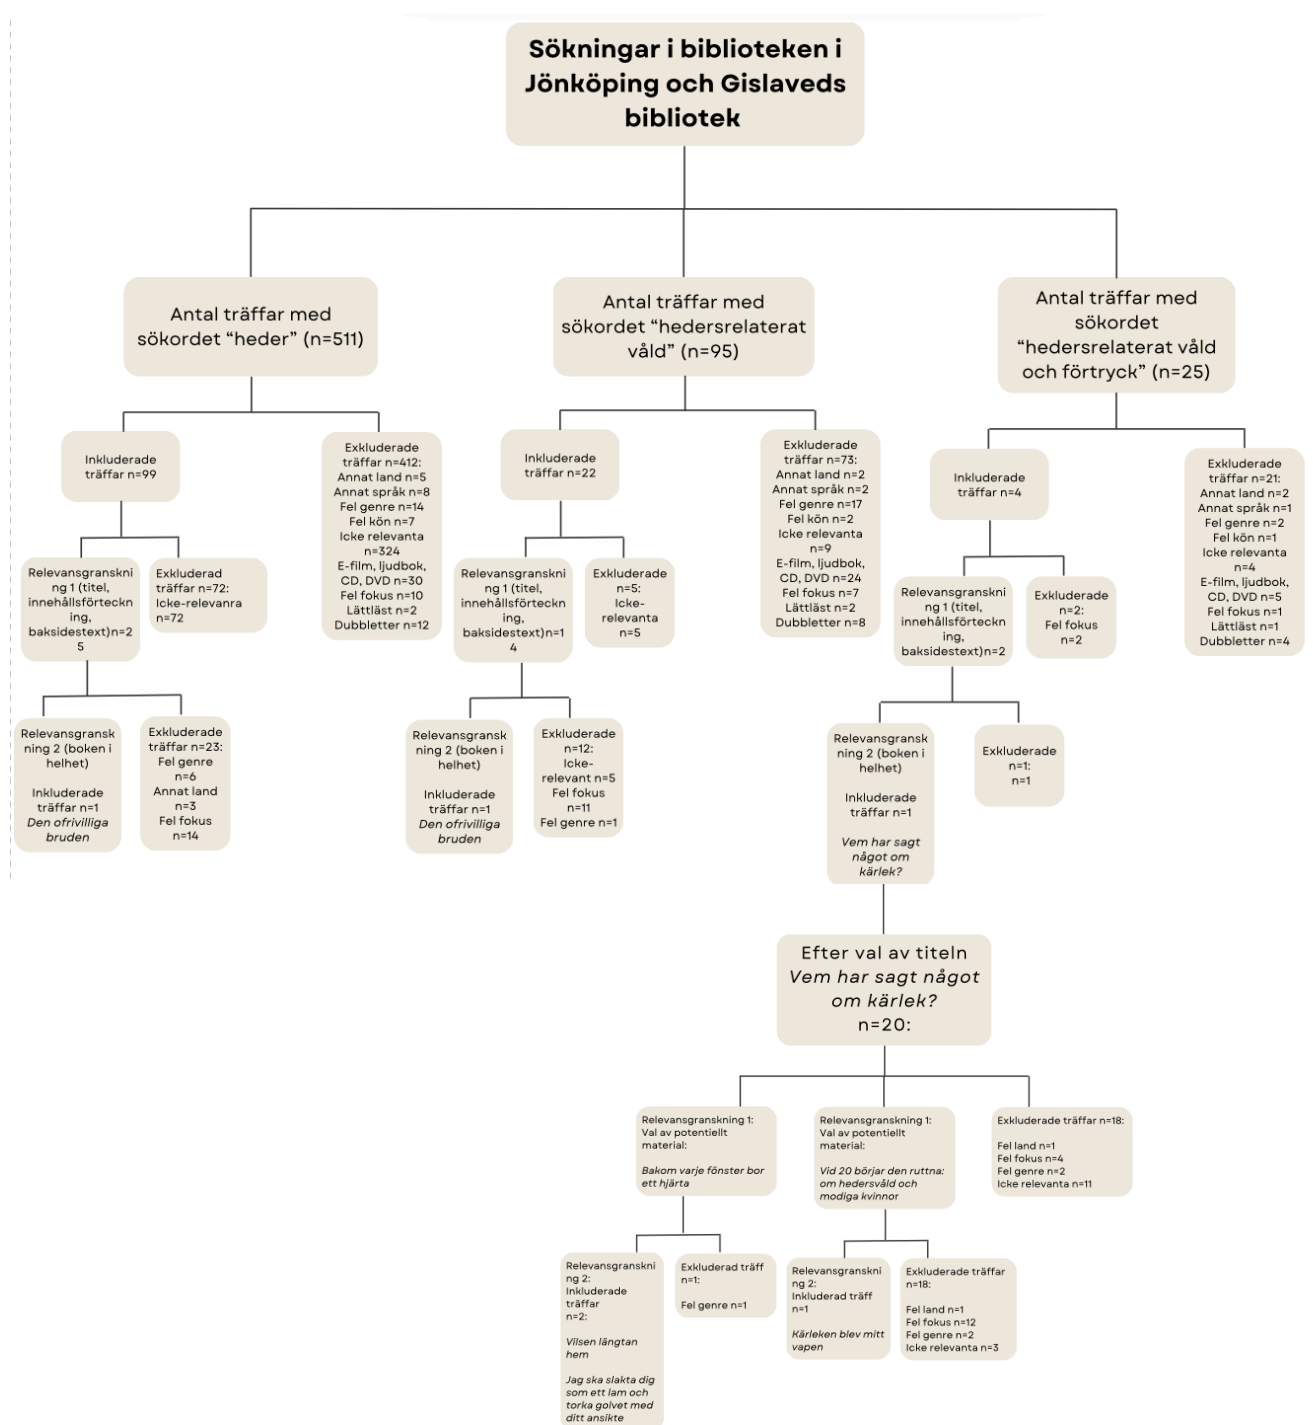 Sökningar i biblioteken i
Jönköping och Gislaveds
bibliotek
Antal träffar med
sökordet “heder” (n=511)
Antal träffar med
sökordet “hedersrelaterat
våld” (n=95)
Antal träffar med
sökordet
“hedersrelaterat våld
och förtryck” (n=25)
Inkluderade
träffar n=99
Exkluderade
träffar n=412:
Annat land n=5
Annat språk n=8
Fel genre n=14
Fel kön n=7
Icke relevanta
n=324
E-film, ljudbok,
CD, DVD n=30
Fel fokus n=10
Lättläst n=2
Dubbletter n=12
Inkluderade
träffar n=22
Exkluderade
träffar n=73:
Annat land n=2
Annat språk n=2
Fel genre n=17
Fel kön n=2
Icke relevanta
n=9
E-film, ljudbok,
CD, DVD n=24
Fel fokus n=7
Lättläst n=2
Dubbletter n=8
Inkluderade
träffar n=4
Exkluderade
träffar n=21:
Annat land n=2
Annat språk n=1
Fel genre n=2
Fel kön n=1
Icke relevanta
n=4
E-film, ljudbok,
CD, DVD n=5
Fel fokus n=1
Lättläst n=1
Dubbletter n=4
Relevansgranskni
ng 1 (titel,
innehållsförteckn
ing,
baksidestext)n=2
5
Exkluderad
träffar n=72:
Icke-relevanra
n=72
Relevansgranskni
ng 1 (titel,
innehållsförteckn
ing,
baksidestext)n=1
4
Exkluderade
n=5:
Icke-
relevanta
n=5
Relevansgranskni
ng 1 (titel,
innehållsförteckn
ing,
baksidestext)n=2
Exkluderade
n=2:
Fel fokus
n=2
Relevansgransk
ning 2 (boken i
helhet)
Inkluderade
träffar n=1
Den ofrivilliga
bruden
Exkluderade
träffar n=23:
Fel genre
n=6
Annat land
n=3
Fel fokus
n=14
Relevansgransk
ning 2 (boken i
helhet)
Inkluderade
träffar n=1
Den ofrivilliga
bruden
Exkluderade
n=12:
Icke-
relevant n=5
Fel fokus
n=11
Fel genre n=1
Relevansgransk
ning 2 (boken i
helhet)
Inkluderade
träffar n=1
Vem har sagt
något om
kärlek?
Exkluderade
n=1:
n=1
Efter val av titeln
Vem har sagt något
om kärlek?
n=20:
Relevansgranskning 1:
Val av potentiellt
material:
Bakom varje fönster bor
ett hjärta
Relevansgranskning 1:
Val av potentiellt
material:
Vid 20 börjar den ruttna:
om hedersvåld och
modiga kvinnor
Exkluderade träffar n=18:
Fel land n=1
Fel fokus n=4
Fel genre n=2
Icke relevanta n=11
Relevansgranskni
ng 2:
Inkluderade
träffar
n=2:
Vilsen längtan
hem
Jag ska slakta dig
som ett lam och
torka golvet med
ditt ansikte
Exkluderad träff
n=1:
Fel genre n=1
Relevansgranskni
ng 2:
Inkluderad träff
n=1
Kärleken blev mitt
vapen
Exkluderade träffar
n=18:
Fel land n=1
Fel fokus n=12
Fel genre n=2
Icke relevanta n=3